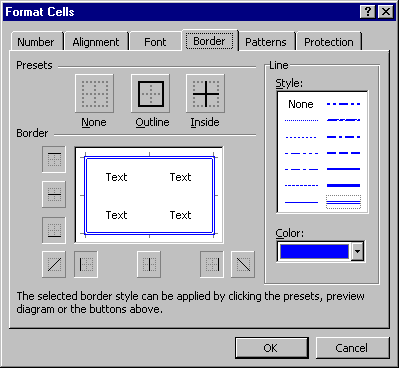 Format Cells
Number Alignment Font Border Patterns Protection
Presets
None Outline Inside
Border
Text Text
Text Text
Line
Style:
None
Color:
The selected border style can be applied by clicking the presets, preview
diagram or the buttons above.
OK Cancel